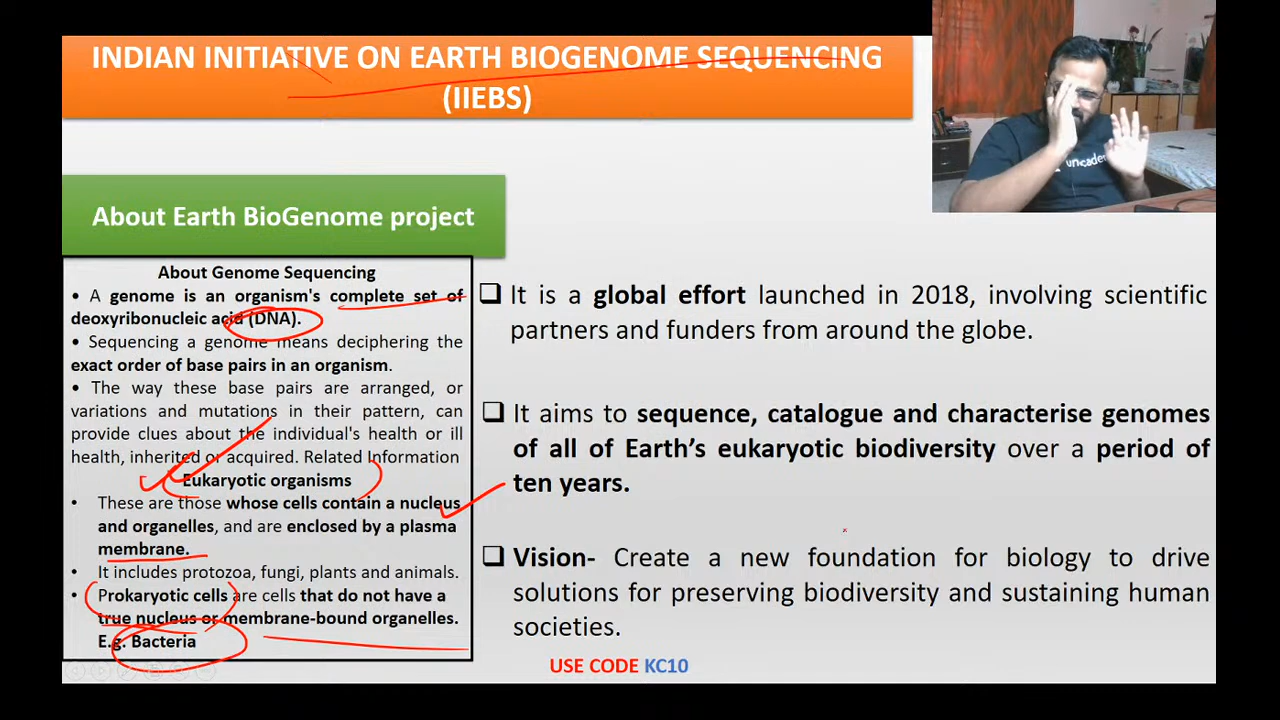 INDIAN INITIATIVE ON EARTH BIOGENOME SEQUENCING
(IIEBS)
About Earth BioGenome project
About Genome Sequencing
• A genome is an organism's complete set of
deoxyribonucleic acid (DNA).
• Sequencing a genome means deciphering the
exact order of base pairs in an organism.
• The way these base pairs are arranged, or
variations and mutations in their pattern, can
provide clues about the individual's health or ill
health, inherited or acquired. Related Information
Eukaryotic organisms
• These are those whose cells contain a nucleus
and organelles, and are enclosed by a plasma
membrane.
• It includes protozoa, fungi, plants and animals.
• Prokaryotic cells are cells that do not have a
true nucleus or membrane-bound organelles.
E.g. Bacteria
It is a global effort launched in 2018, involving scientific
partners and funders from around the globe.
It aims to sequence, catalogue and characterise genomes
of all of Earth’s eukaryotic biodiversity over a period of
ten years.
Vision- Create a new foundation for biology to drive
solutions for preserving biodiversity and sustaining human
societies.
USE CODE KC10